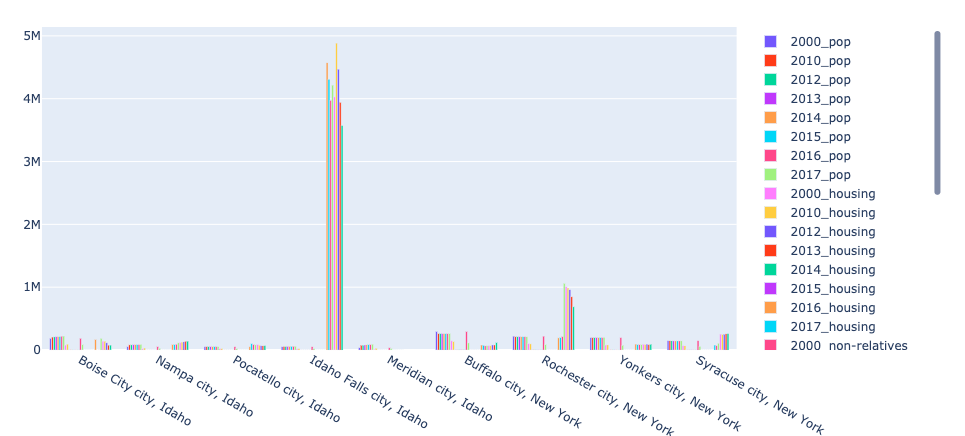 5M
4M
3M
2M
1M
0
Boise City city, Idaho
Nampa city, Idaho
Pocatello city, Idaho
Idaho Falls city, Idaho
Meridian city, Idaho
Buffalo city, New York
Rochester city, New York
Yonkers city, New York
Syracuse city, New York
2000_pop
2010_pop
2012_pop
2013_pop
2014_pop
2015_pop
2016_pop
2017_pop
2000_housing
2010_housing
2012_housing
2013_housing
2014_housing
2015_housing
2016_housing
2017_housing
2000_non-relatives